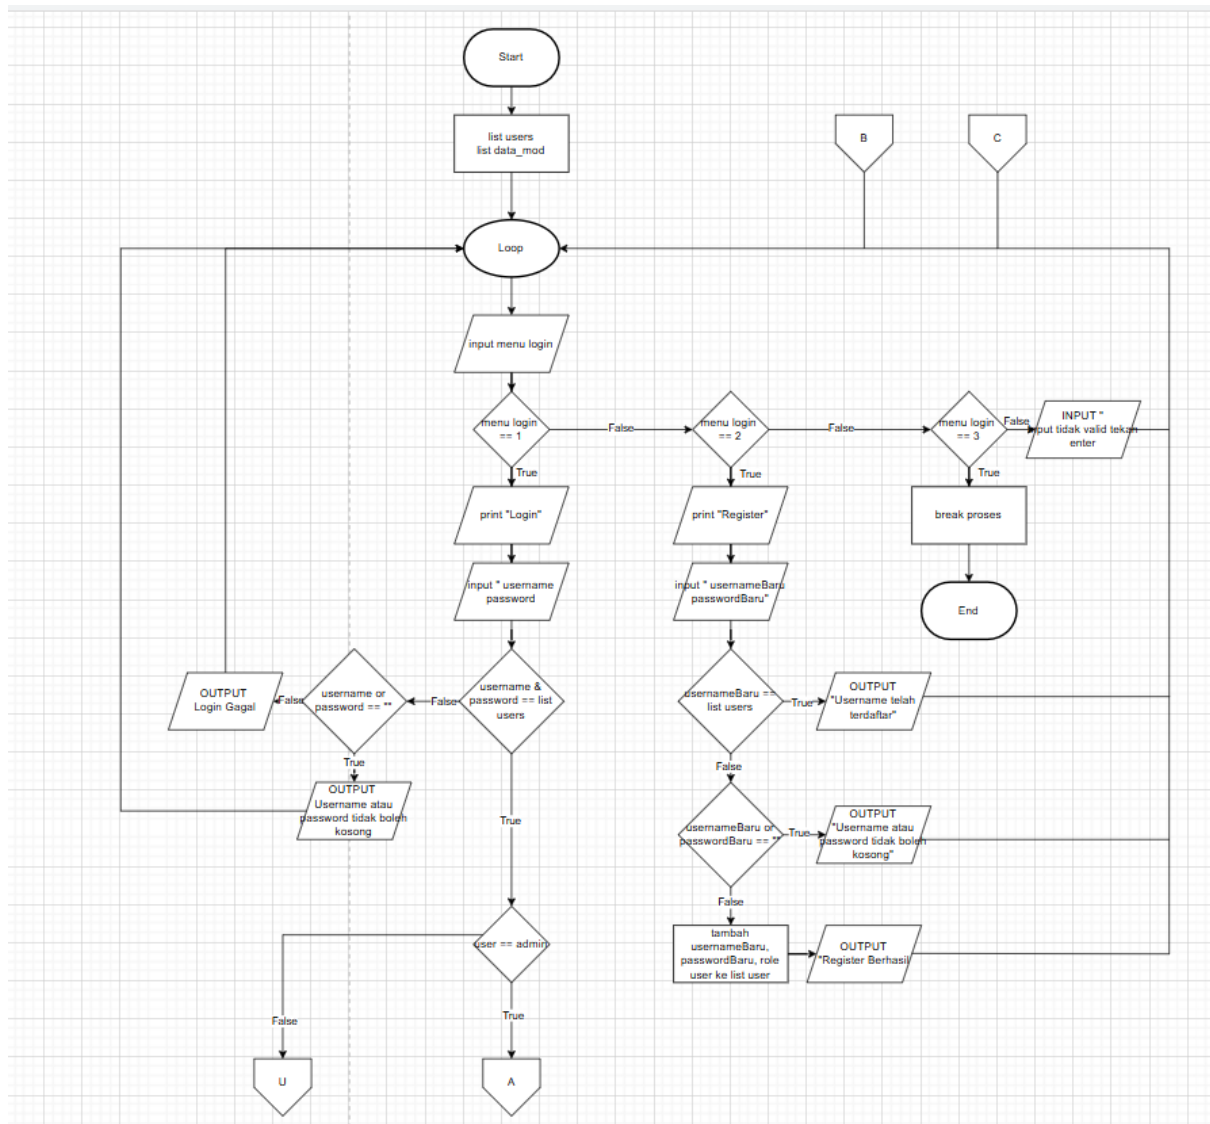 Start
list users
list data_mod
B
C
Loop
input menu login
menu login
== 1
False
menu login
== 2
False
menu login
== 3
False
INPUT "
put tidak valid tekan
enter
True
True
True
print "Login"
print "Register"
break proses
input " username
password
input " usernameBaru
passwordBaru"
End
OUTPUT
Login Gagal
False
username or
password == ""
False
username &
password == list
users
usernameBaru ==
list users
True
OUTPUT
"Username telah
terdaftar"
True
False
OUTPUT
Username atau
password tidak boleh
kosong
True
usernameBaru or
passwordBaru == ""
True
OUTPUT
"Username atau
password tidak boleh
kosong"
False
user == admin
tambah
usernameBaru,
passwordBaru, role
user ke list user
OUTPUT
"Register Berhasil
False
True
U
A